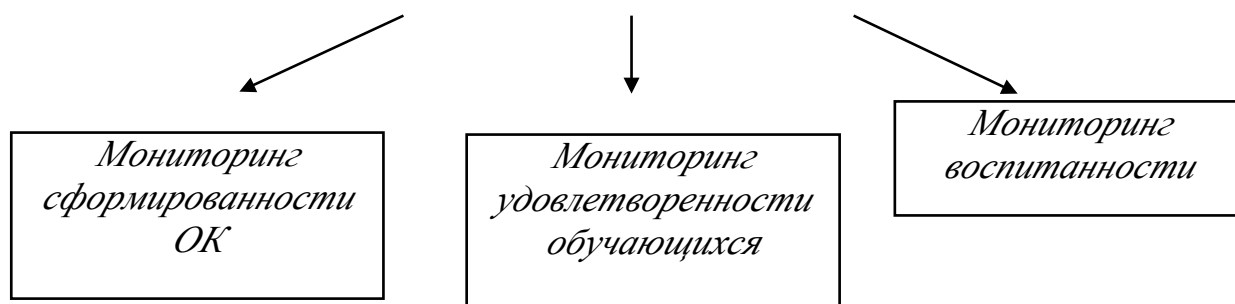 Мониторинг
сформированности
ОК
Мониторинг
удовлетворенности
обучающихся
Мониторинг
воспитанности